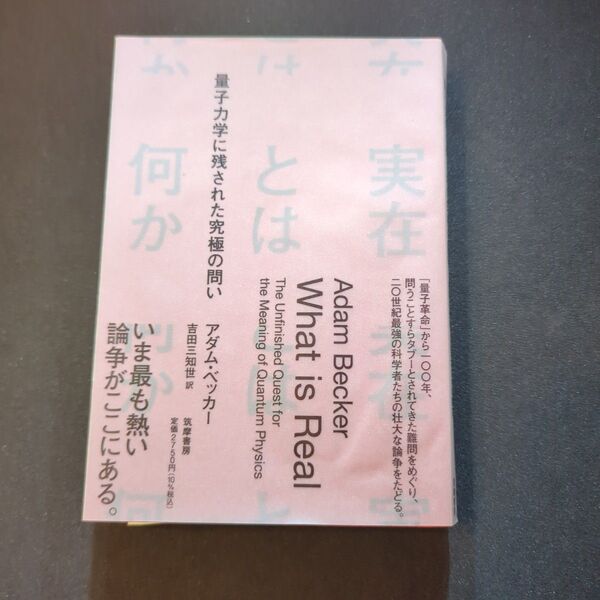 実在
とは
何か
量子力学に残された究極の問い
Adam Becker
What is Real
The Unfinished Quest for
the Meaning of Quantum Physics
「量子革命」から一〇〇年、
問うことすらタブーとされてきた難問をめぐり、
二〇世紀最強の科学者たちの壮大な論争をたどる。
アダム・ベッカー
吉田三知世 訳
筑摩書房
定価2750円(10%税込)
いま最も熱い
論争がここにある。